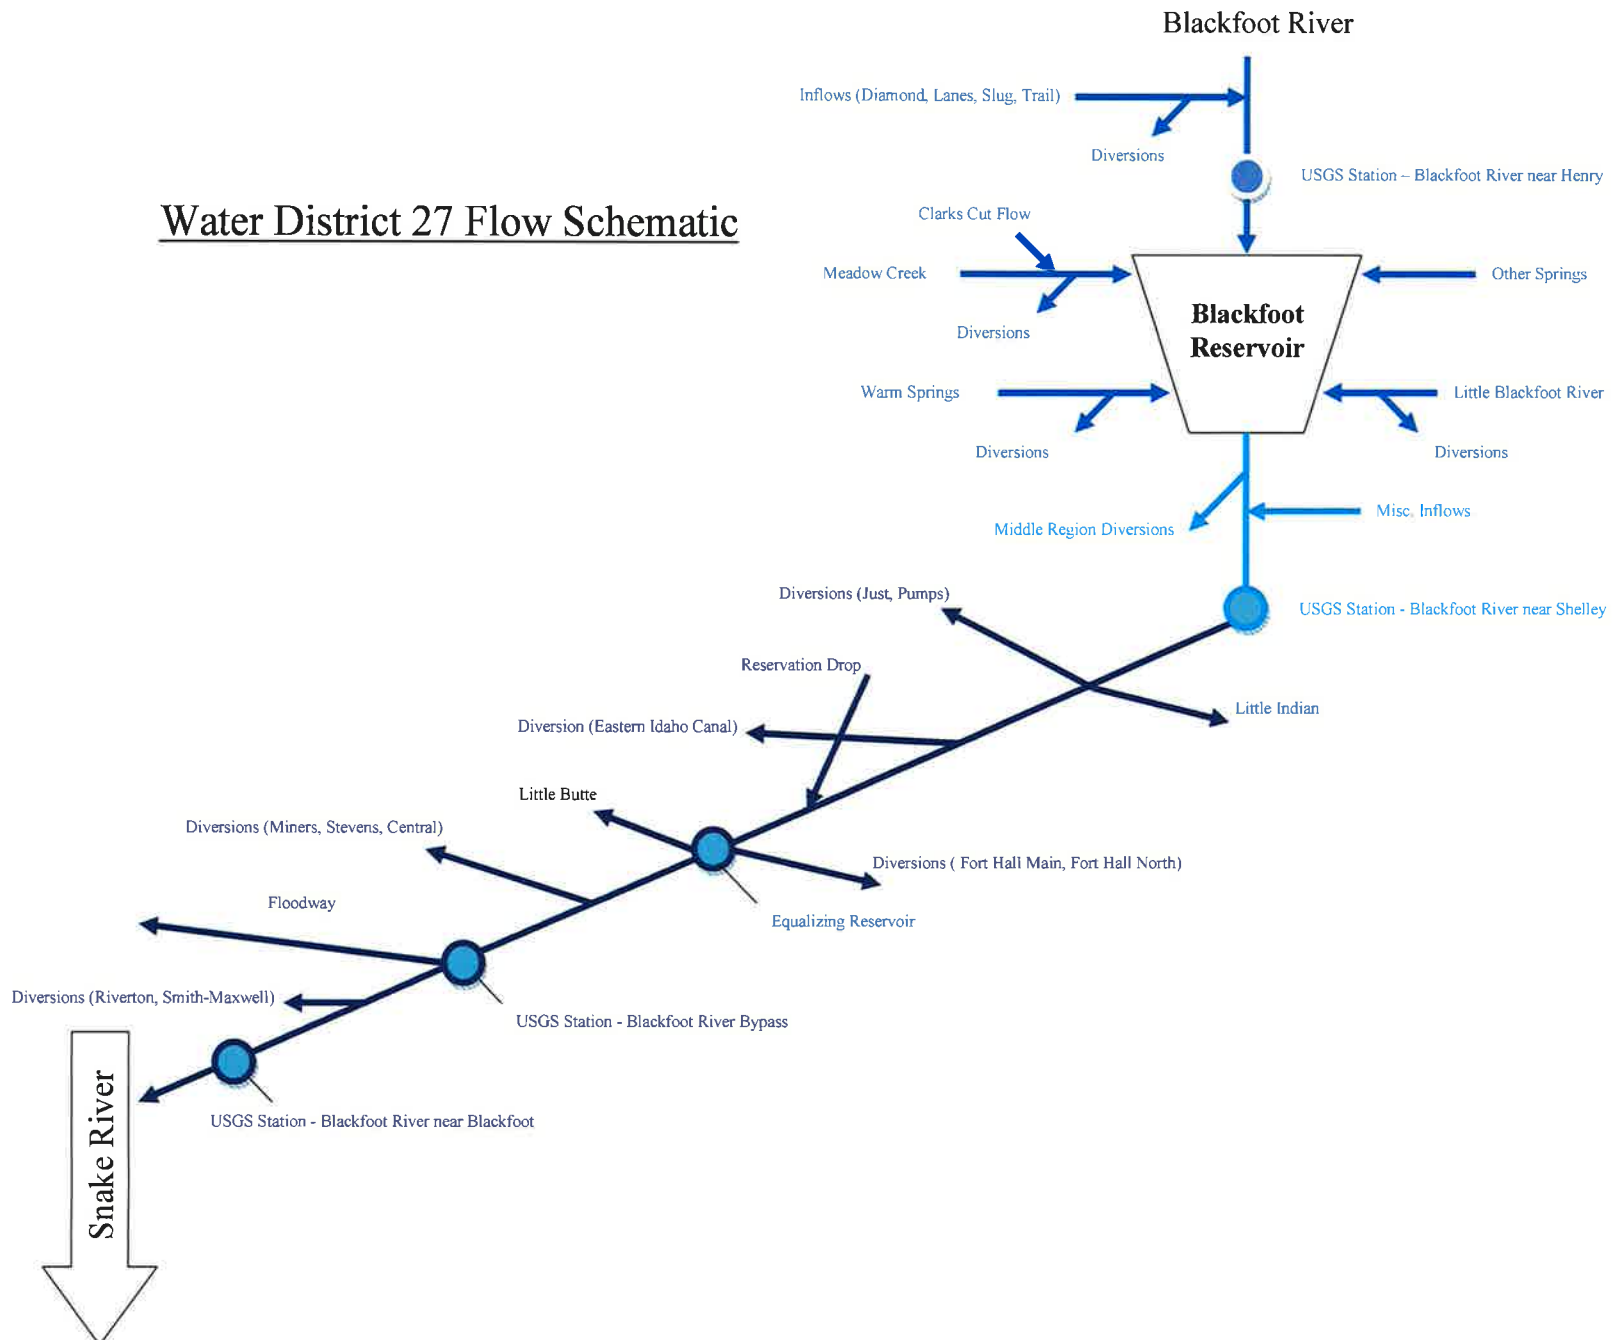 Blackfoot River
Inflows (Diamond, Lanes, Slug, Trail)
Diversions
USGS Station – Blackfoot River near Henry
Water District 27 Flow Schematic
Clarks Cut Flow
Meadow Creek
Other Springs
Diversions
Blackfoot
Reservoir
Warm Springs
Little Blackfoot River
Diversions
Diversions
Middle Region Diversions
Misc. Inflows
Diversions (Just, Pumps)
USGS Station - Blackfoot River near Shelley
Reservation Drop
Little Indian
Diversion (Eastern Idaho Canal)
Little Butte
Diversions (Miners, Stevens, Central)
Diversions ( Fort Hall Main, Fort Hall North)
Floodway
Equalizing Reservoir
Diversions (Riverton, Smith-Maxwell)
USGS Station - Blackfoot River Bypass
Snake River
USGS Station - Blackfoot River near Blackfoot